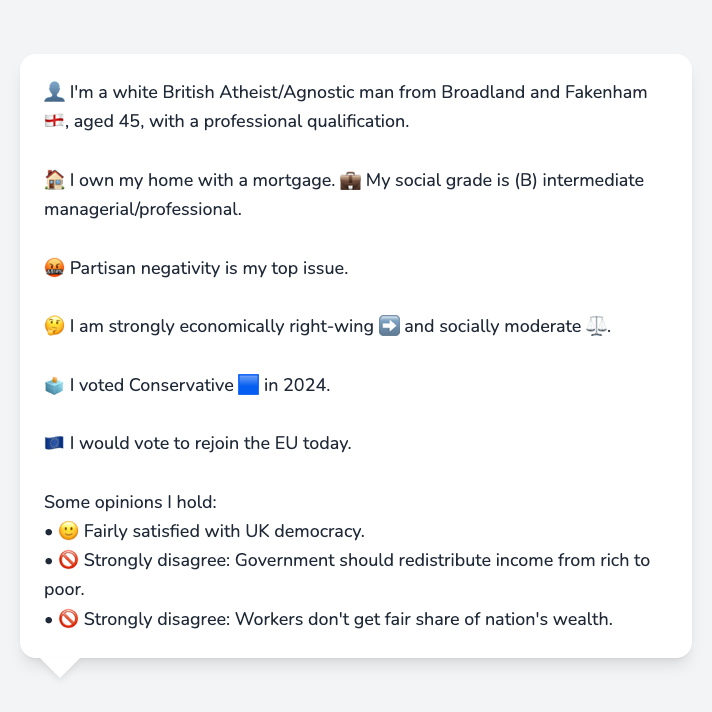 👤 I'm a white British Atheist/Agnostic man from Broadland and Fakenham
🏴󠁧󠁢󠁥󠁮󠁧󠁿, aged 45, with a professional qualification.
🏠 I own my home with a mortgage. 💼 My social grade is (B) intermediate
managerial/professional.
🤬 Partisan negativity is my top issue.
🤔 I am strongly economically right-wing ➡️ and socially moderate ⚖️.
🗳️ I voted Conservative 🟦 in 2024.
🇪🇺 I would vote to rejoin the EU today.
Some opinions I hold:
• 🙂 Fairly satisfied with UK democracy.
• 🚫 Strongly disagree: Government should redistribute income from rich to
poor.
• 🚫 Strongly disagree: Workers don't get fair share of nation's wealth.